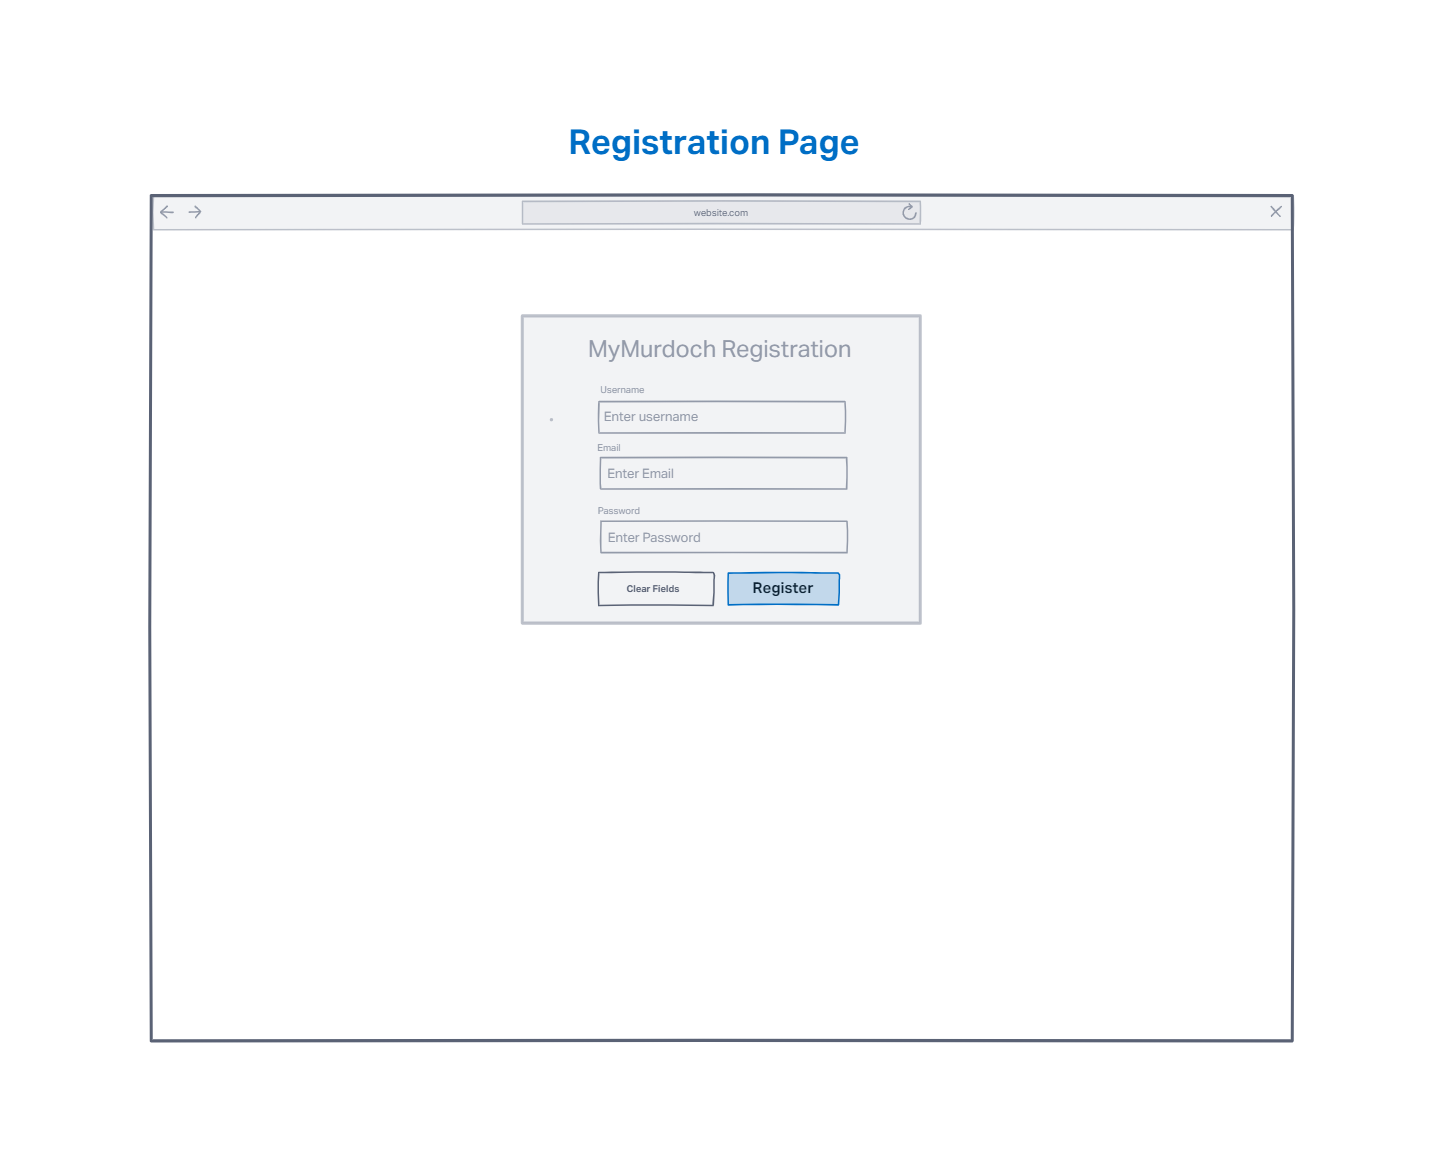 Registration Page
website.com
MyMurdoch Registration
Username
Enter username
Email
Enter Email
Password
Enter Password
Clear Fields
Register